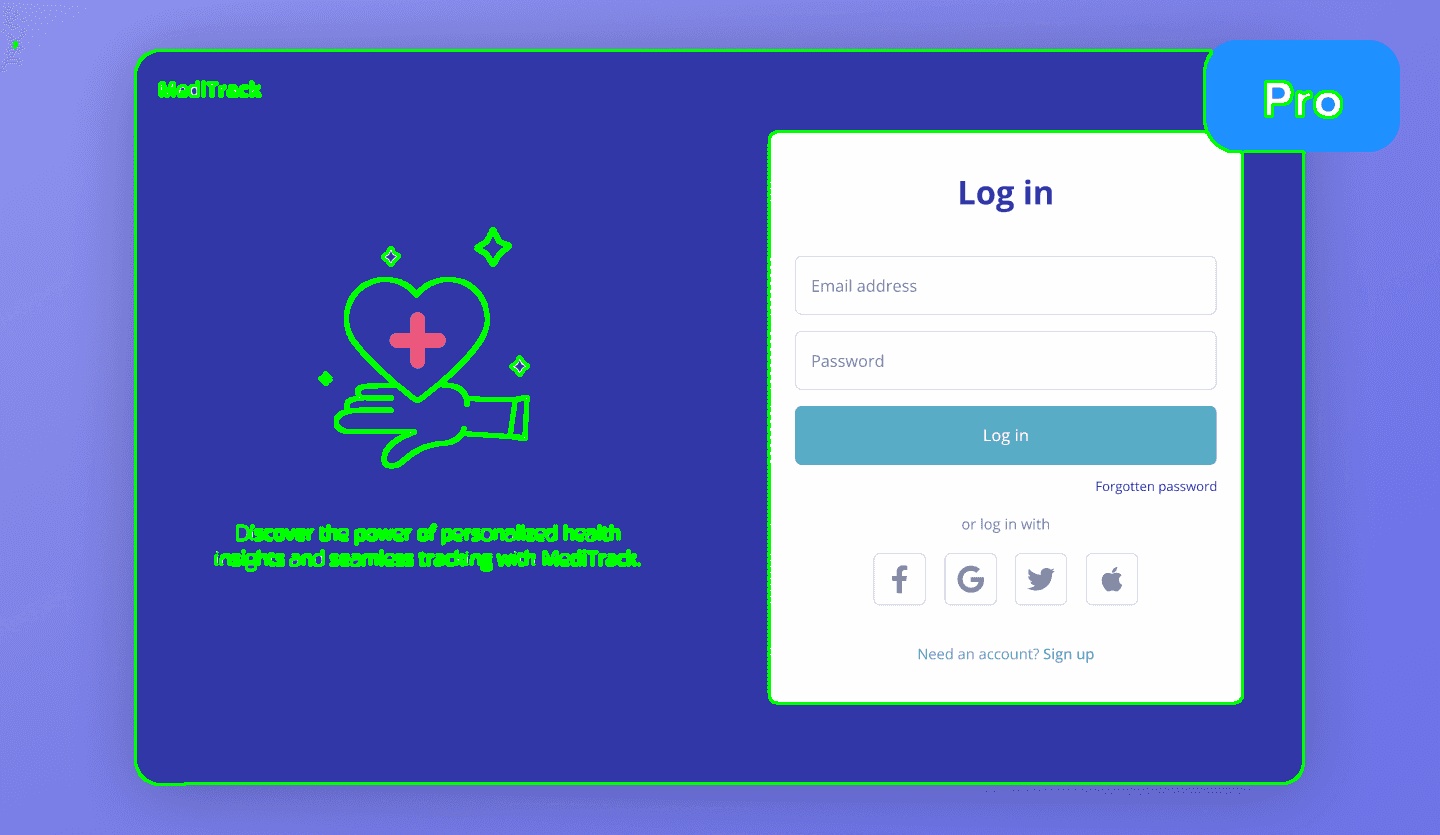 MediTrack
Pro
Log in
Email address
Password
Log in
Forgotten password
or log in with
Need an account? Sign up
Discover the power of personalized health
insights and seamless tracking with MediTrack.